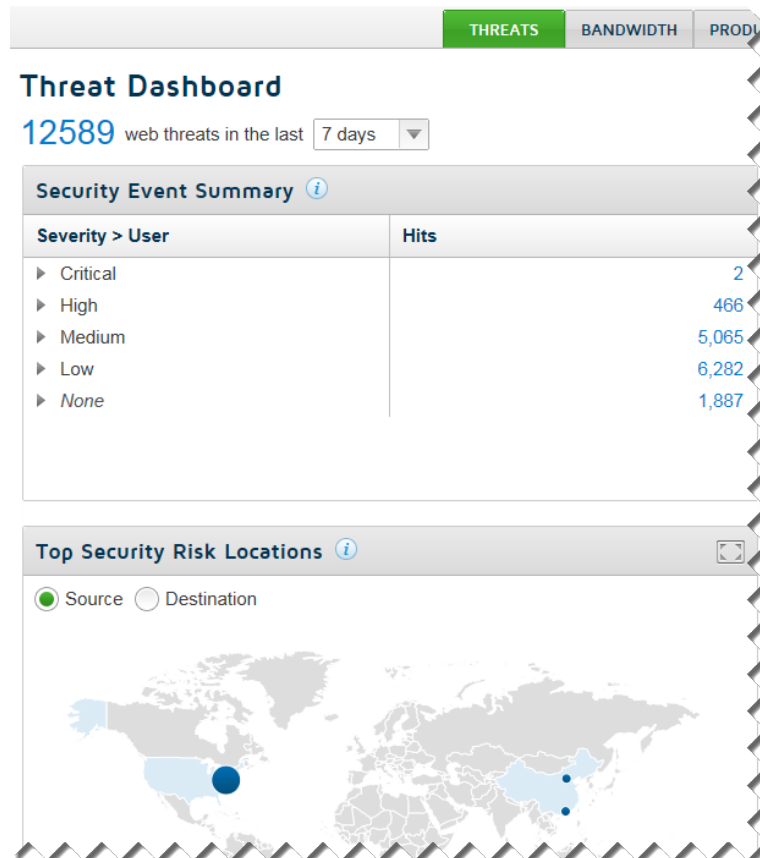 THREATS BANDWIDTH
Threat Dashboard
12589 web threats in the last 7 days
Security Event Summary i
Severity > User Hits
Critical 2
High 466
Medium 5,065
Low 6,282
None 1,887
Top Security Risk Locations i
Source Destination